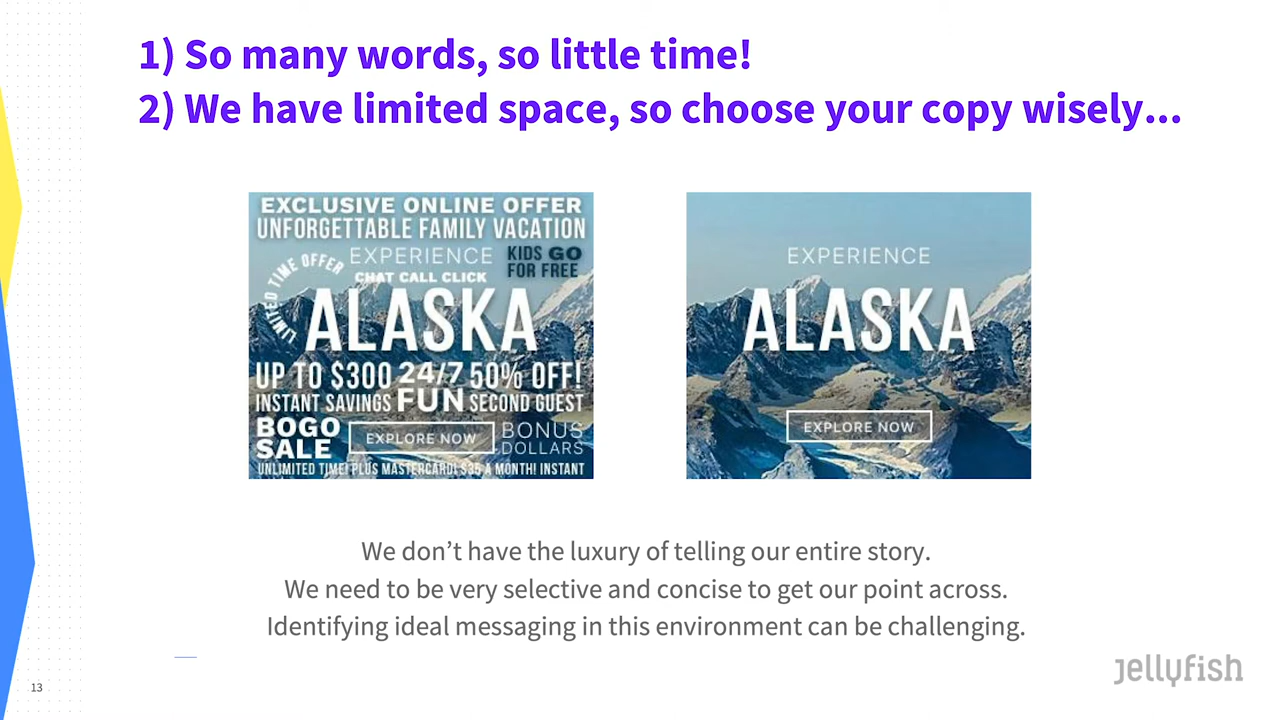 1) So many words, so little time!
2) We have limited space, so choose your copy wisely...
EXCLUSIVE ONLINE OFFER
UNFORGETTABLE FAMILY VACATION
LIMITED TIME OFFER
EXPERIENCE
KIDS GO
FOR FREE
CHAT CALL CLICK
ALASKA
UP TO $300
INSTANT SAVINGS
24/7
FUN
50% OFF!
SECOND GUEST
BOGO
SALE
EXPLORE NOW
BONUS
DOLLARS
UNLIMITED TIME! PLUS MASTERCARD! $35 A MONTH! INSTANT
EXPERIENCE
ALASKA
EXPLORE NOW
We don’t have the luxury of telling our entire story.
We need to be very selective and concise to get our point across.
Identifying ideal messaging in this environment can be challenging.
13
jellyfish